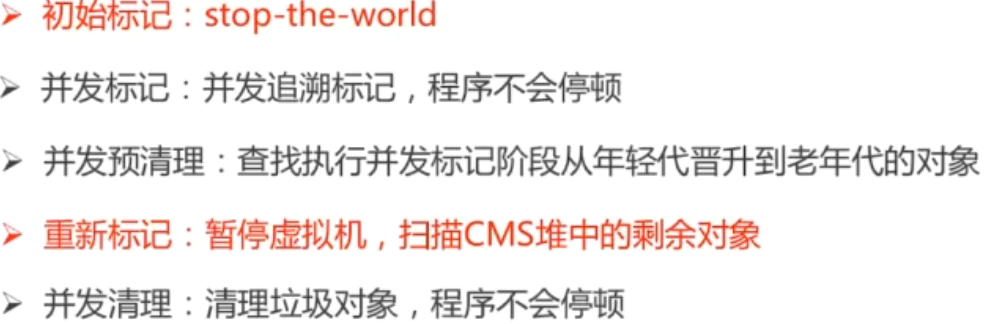 ➢ 初始标记：stop-the-world
➢ 并发标记：并发追溯标记，程序不会停顿
➢ 并发预清理：查找执行并发标记阶段从年轻代晋升到老年代的对象
➢ 重新标记：暂停虚拟机，扫描CMS堆中的剩余对象
➢ 并发清理：清理垃圾对象，程序不会停顿